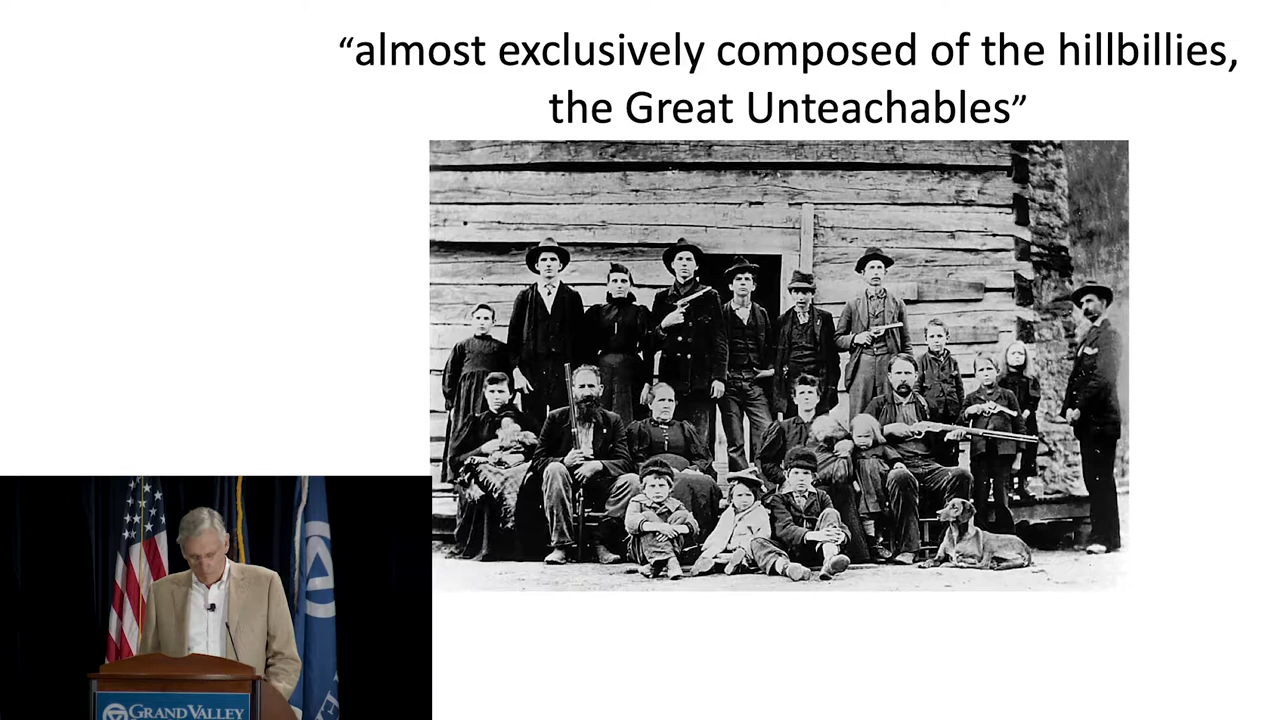 “almost exclusively composed of the hillbillies,
the Great Unteachables”
GRAND VALLEY